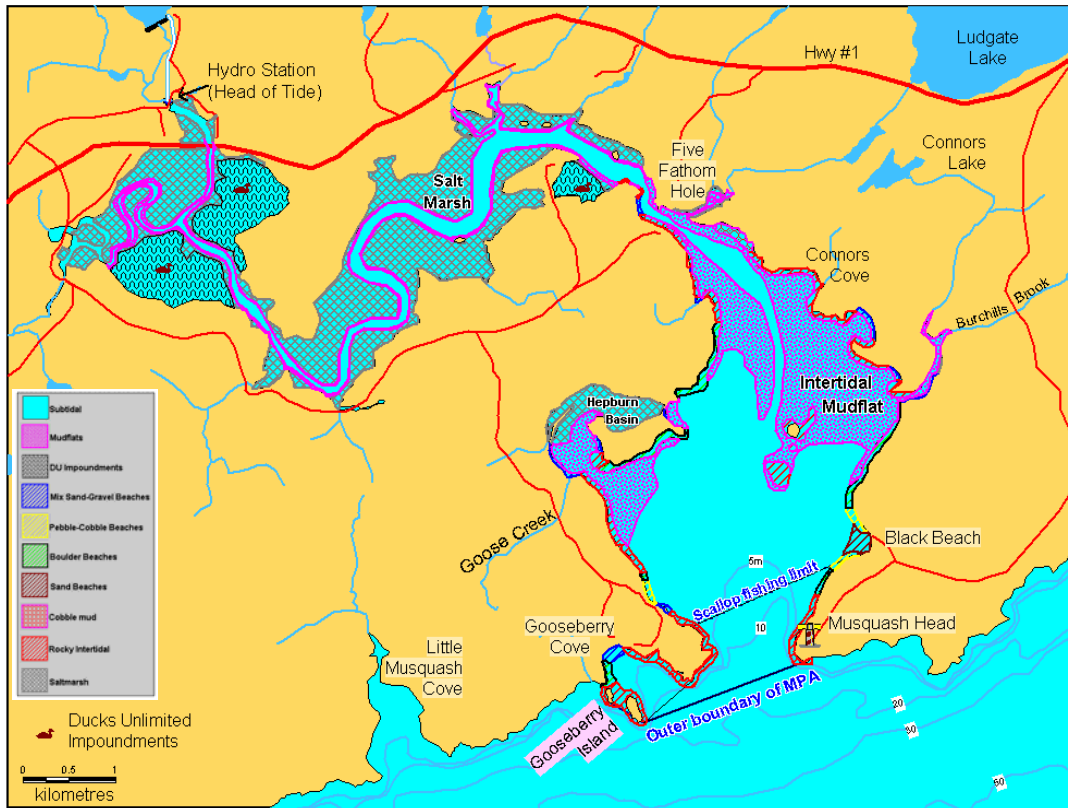 Ludgate
Lake
Hwy #1
Hydro Station
(Head of Tide)
Connors
Lake
Five
Fathom
Hole
Salt
Marsh
Connors
Cove
Burchills Brook
Intertidal
Mudflat
Hepburn
Basin
Goose Creek
Black Beach
5m
Scallop fishing limit
10
Musquash Head
Gooseberry
Cove
Little
Musquash
Cove
Outer boundary of MPA
Gooseberry
Island
20
30
60
Subtidal
Mudflats
DU Impoundments
Mix Sand-Gravel Beaches
Pebble-Cobble Beaches
Boulder Beaches
Sand Beaches
Cobble mud
Rocky Intertidal
Saltmarsh
Ducks Unlimited
Impoundments
0 0.5 1
kilometres